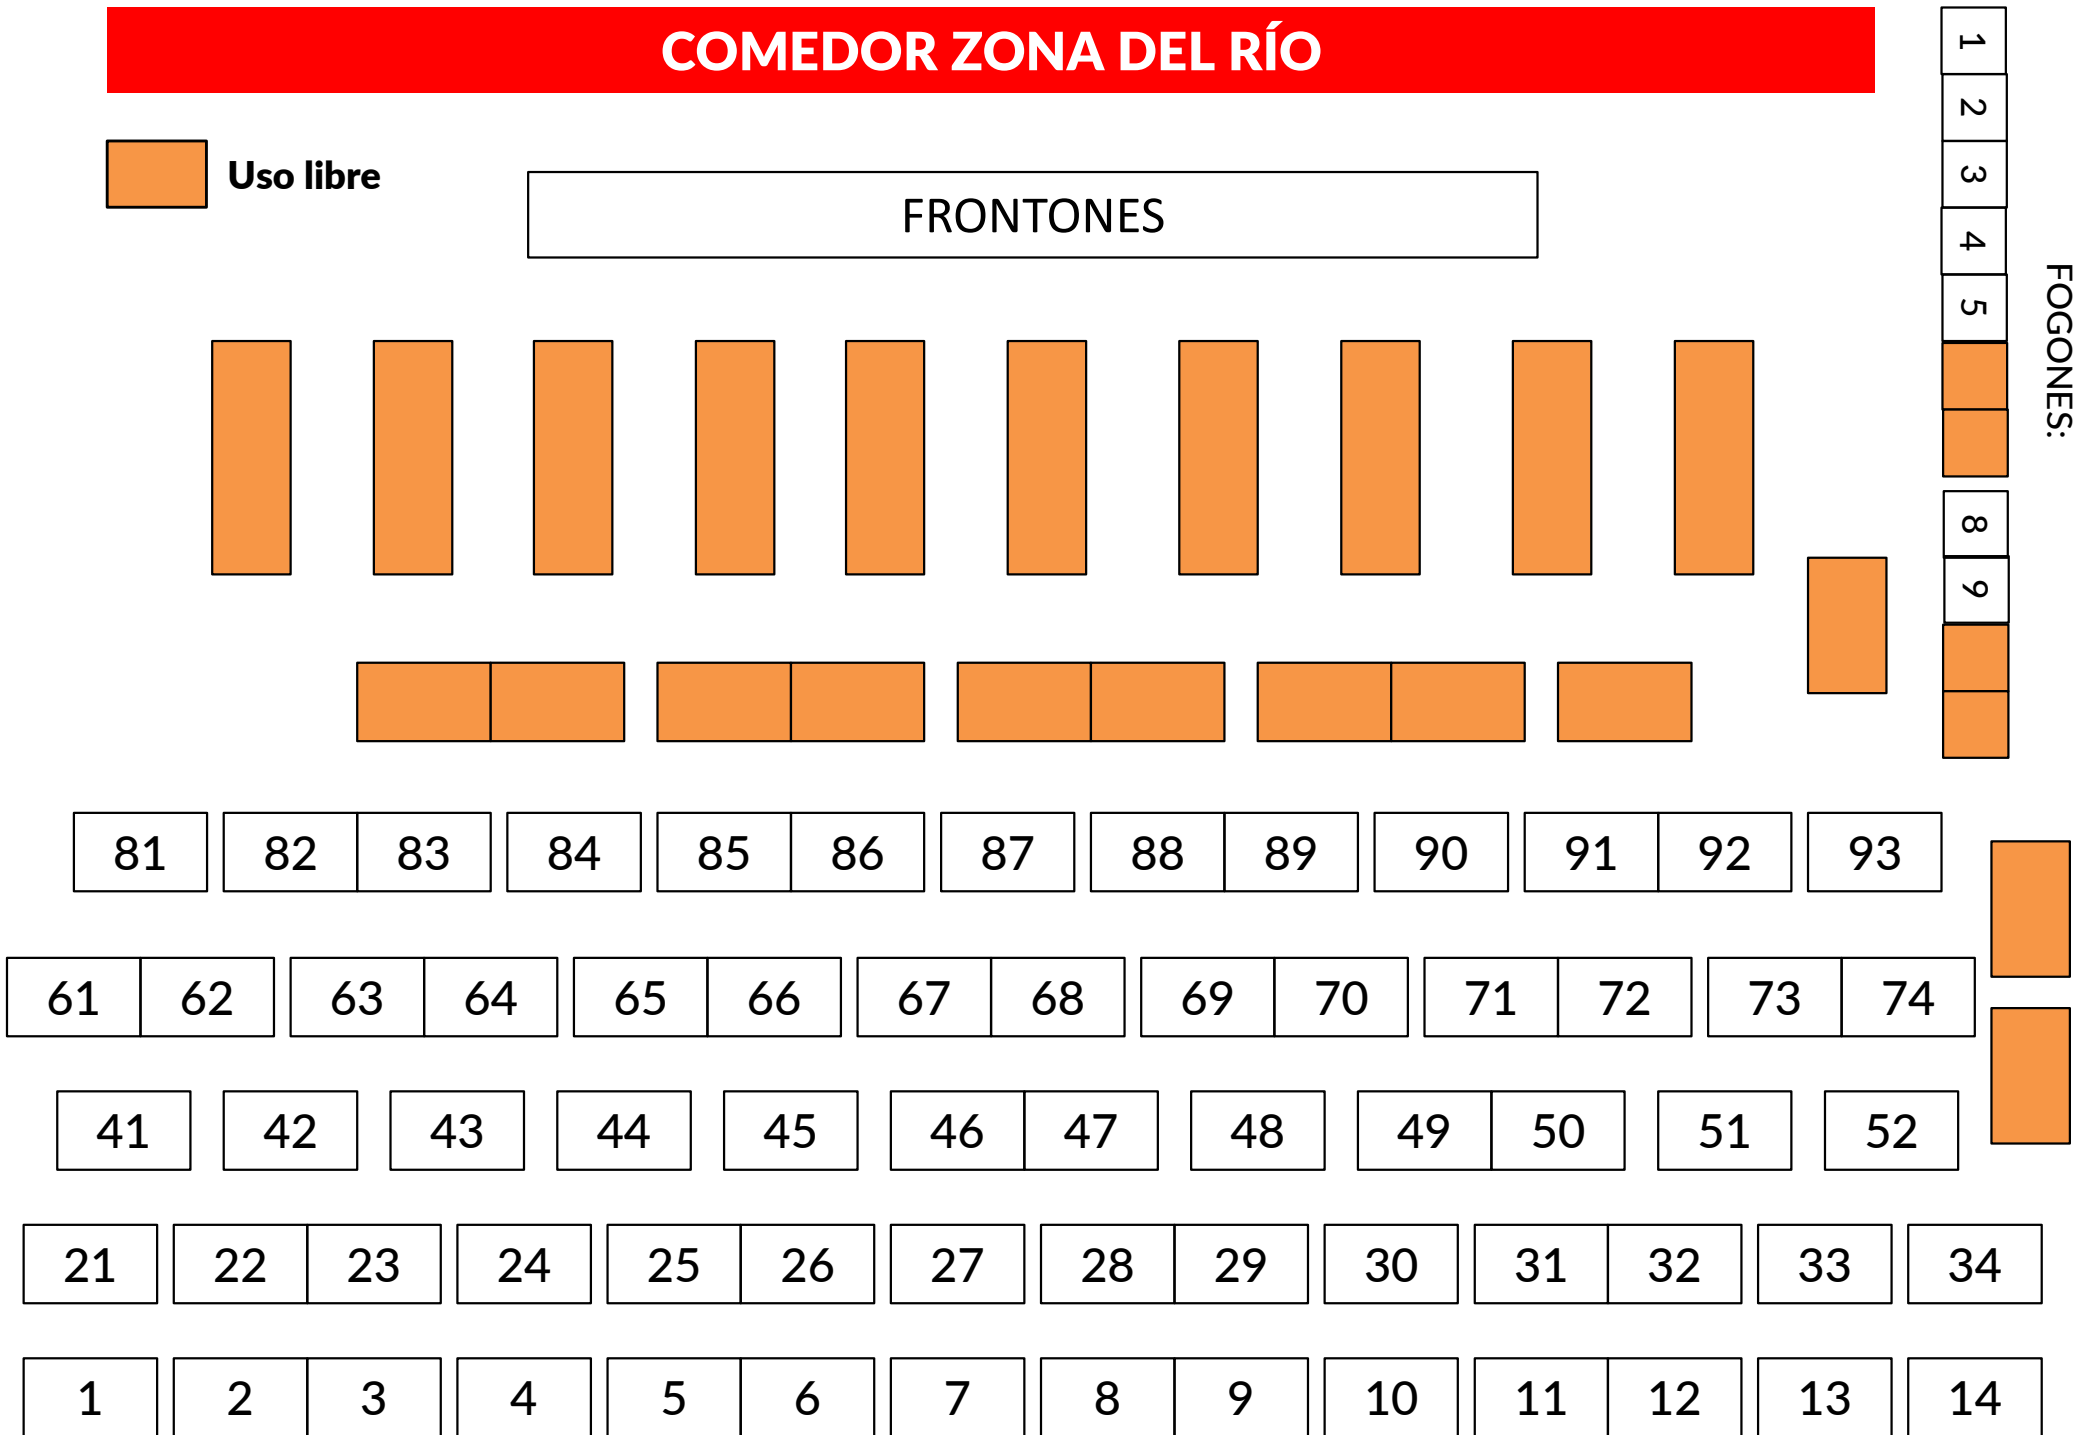 COMEDOR ZONA DEL RÍO
Uso libre
FRONTONES
1
2
3
4
5
8
9
FOGONES:
81 82 83 84 85 86 87 88 89 90 91 92 93
61 62 63 64 65 66 67 68 69 70 71 72 73 74
41 42 43 44 45 46 47 48 49 50 51 52
21 22 23 24 25 26 27 28 29 30 31 32 33 34
1 2 3 4 5 6 7 8 9 10 11 12 13 14